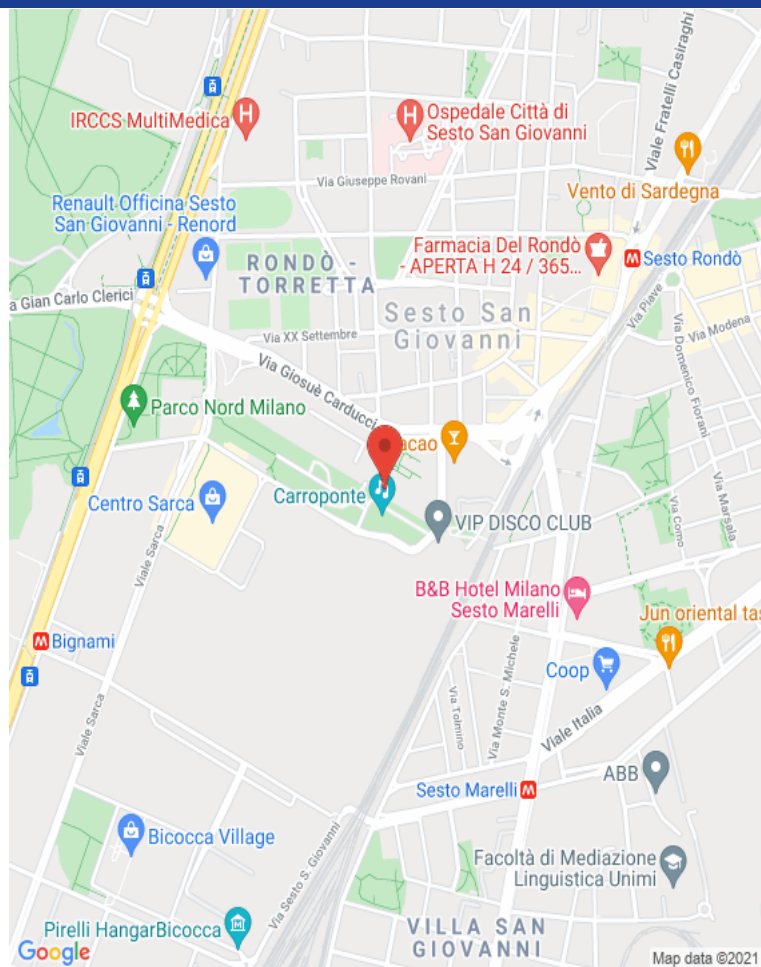 IRCCS MultiMedica
Ospedale Città di
Sesto San Giovanni
Viale Fratelli Casiraghi
Via Giuseppe Rovani
Vento di Sardegna
Renault Officina Sesto
San Giovanni - Renord
Farmacia Del Rondò
- APERTA H 24 / 365...
Sesto Rondò
RONDÒ -
TORRETTA
a Gian Carlo Clerici
Sesto San
Giovanni
Via Piave
Via Modena
Via XX Settembre
Via Domenico Fiorani
Via Giosuè Carducci
Parco Nord Milano
acao
Carroponte
Centro Sarca
VIP DISCO CLUB
Via Como
Via Marsala
Viale Sarca
B&B Hotel Milano
Sesto Marelli
Jun oriental tas
Bignami
Coop
Via Tolmino
Via Monte S. Michele
Viale Italia
Viale Sarca
ABB
Sesto Marelli
Bicocca Village
Via Sesto S. Giovanni
Facoltà di Mediazione
Linguistica Unimi
Pirelli HangarBicocca
VILLA SAN
GIOVANNI
Google
Map data ©2021